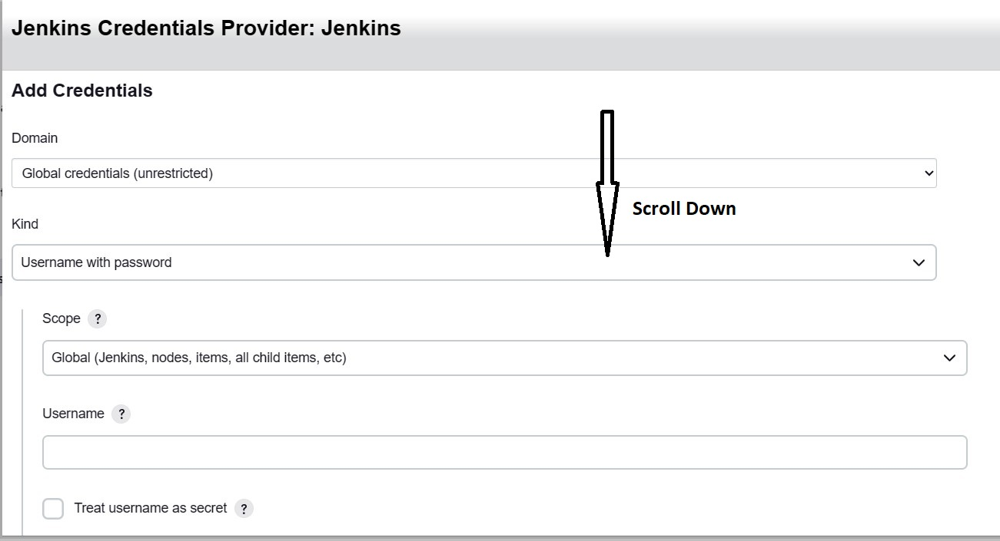 Jenkins Credentials Provider: Jenkins
Add Credentials
Domain
Global credentials (unrestricted)
Scroll Down
Kind
Username with password
Scope ?
Global (Jenkins, nodes, items, all child items, etc)
Username ?
Treat username as secret ?